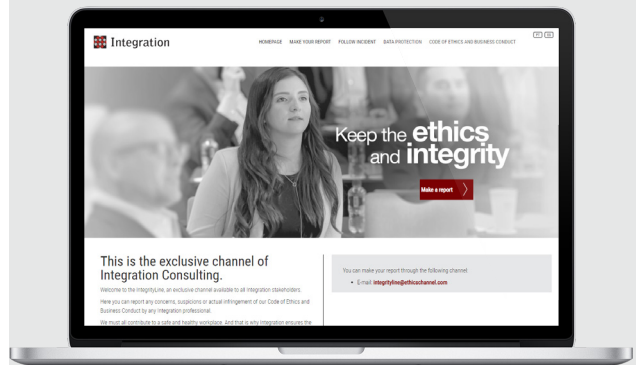 Integration
HOMEPAGE MAKE YOUR REPORT FOLLOW INCIDENT DATA PROTECTION CODE OF ETHICS AND BUSINESS CONDUCT
Keep the ethics
and integrity
Make a report
This is the exclusive channel of
Integration Consulting.
Welcome to the IntegrityLine, an exclusive channel available to all Integration stakeholders.
Here you can report any concerns, suspicions or actual infringement of our Code of Ethics and
Business Conduct by any Integration professional.
We must all contribute to a safe and healthy workplace. And that is why Integration ensures the
You can make your report through the following channel:
• E-mail: integrityline@ethicschannel.com